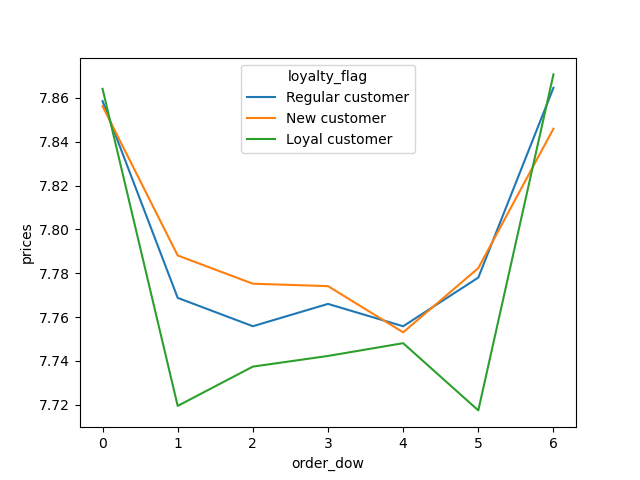 loyalty_flag
Regular customer
New customer
Loyal customer
prices
7.86
7.84
7.82
7.80
7.78
7.76
7.74
7.72
0 1 2 3 4 5 6
order_dow